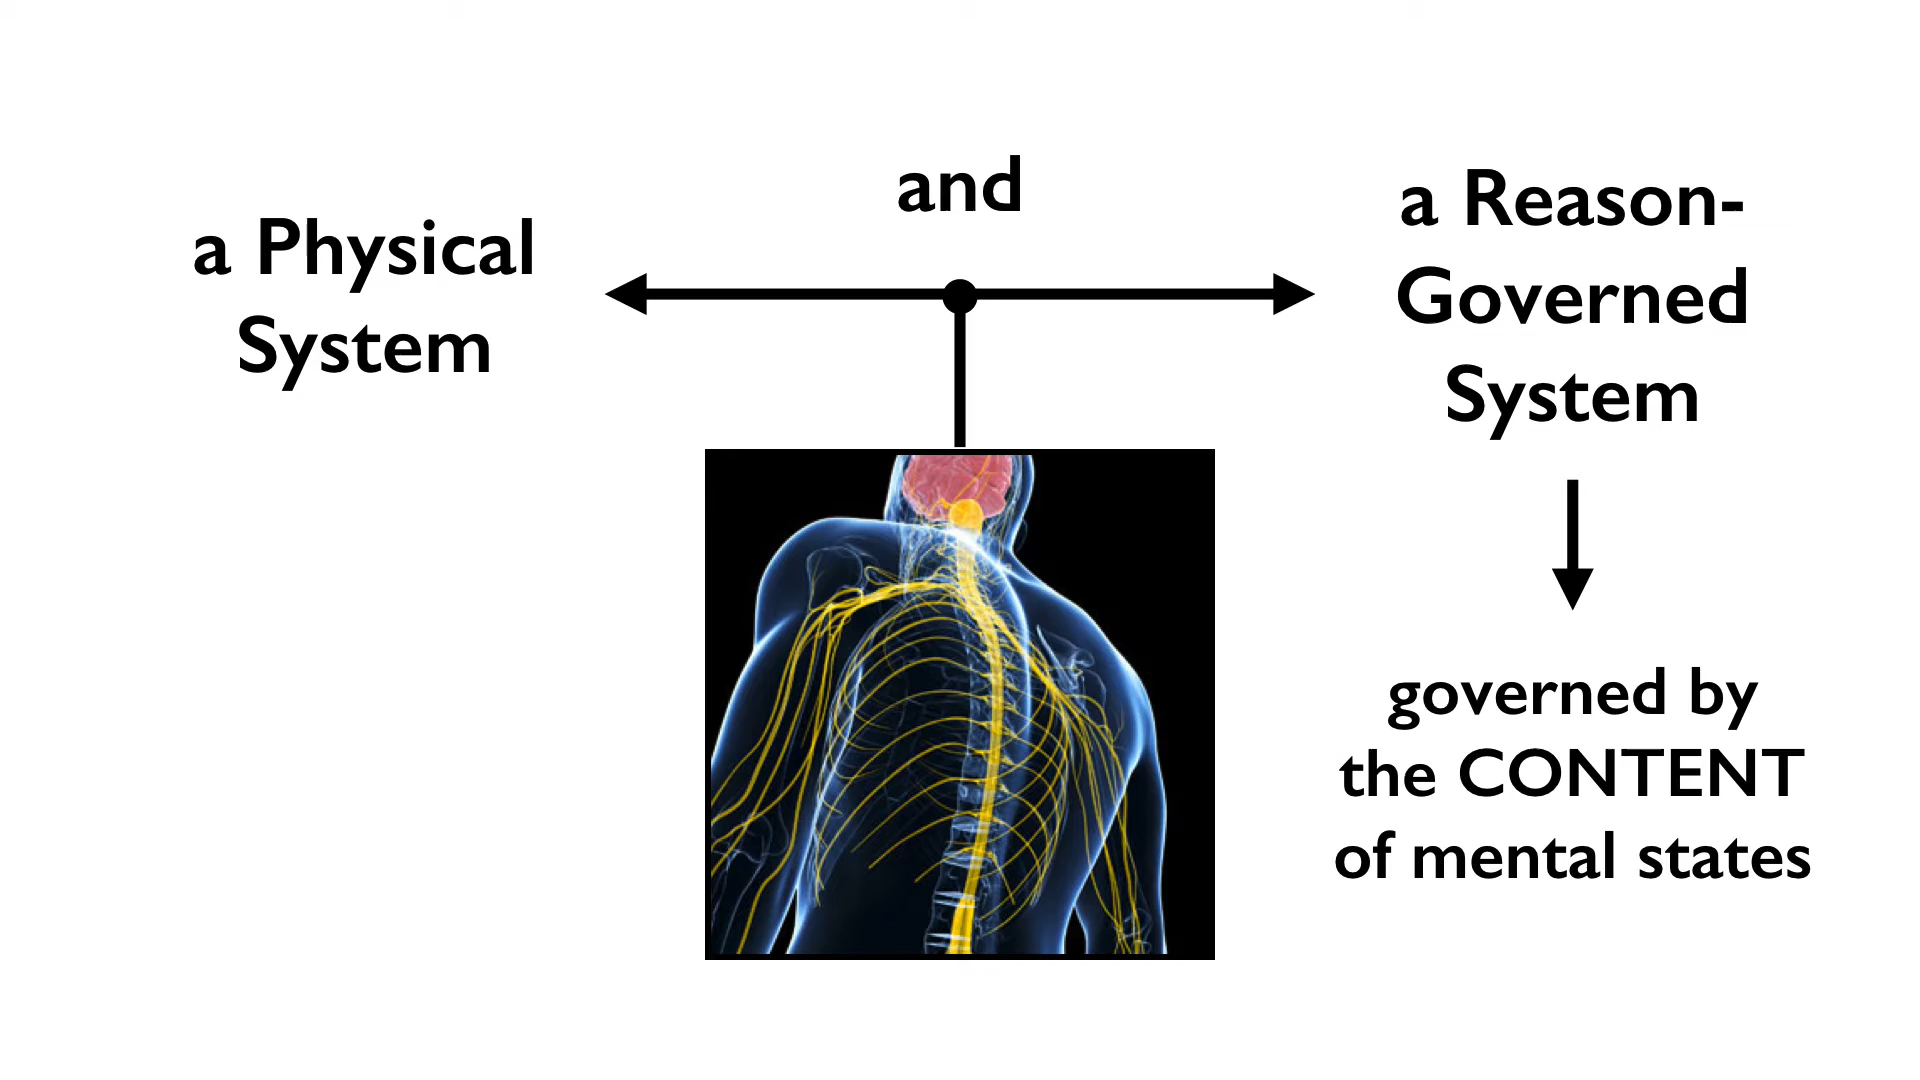 a Physical
System
and
a Reason-
Governed
System
governed by
the CONTENT
of mental states